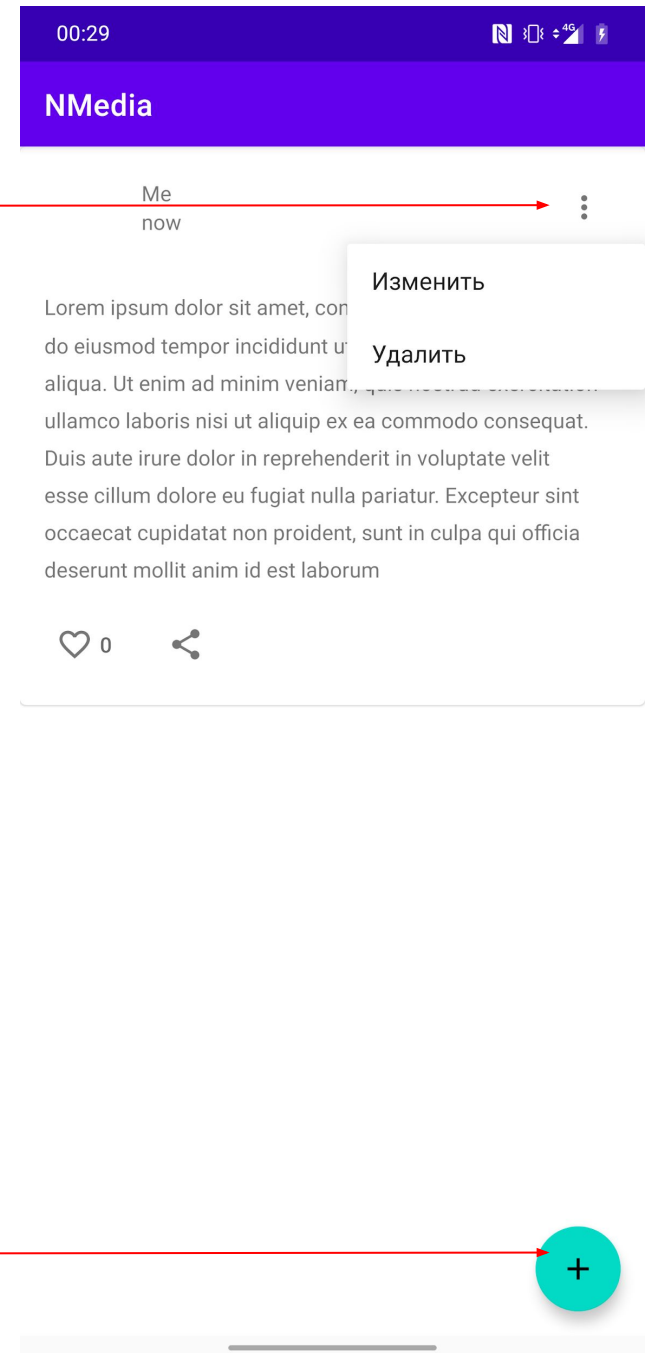 00:29
4G
NMedia
Me
now
Изменить
Удалить
Lorem ipsum dolor sit amet, con
do eiusmod tempor incididunt u
aliqua. Ut enim ad minim veniam,
ullamco laboris nisi ut aliquip ex ea commodo consequat.
Duis aute irure dolor in reprehenderit in voluptate velit
esse cillum dolore eu fugiat nulla pariatur. Excepteur sint
occaecat cupidatat non proident, sunt in culpa qui officia
deserunt mollit anim id est laborum
0
+